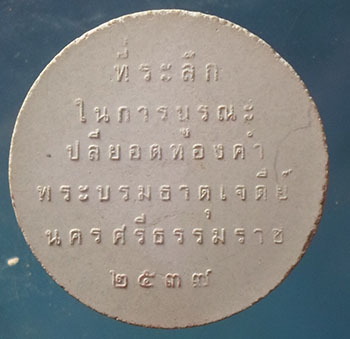 ที่ระลึก
ในการบูรณะ
ปลียอดทองคำ
พระบรมธาตุเจดีย์
นครศรีธรรมราช
๒๕๓๗